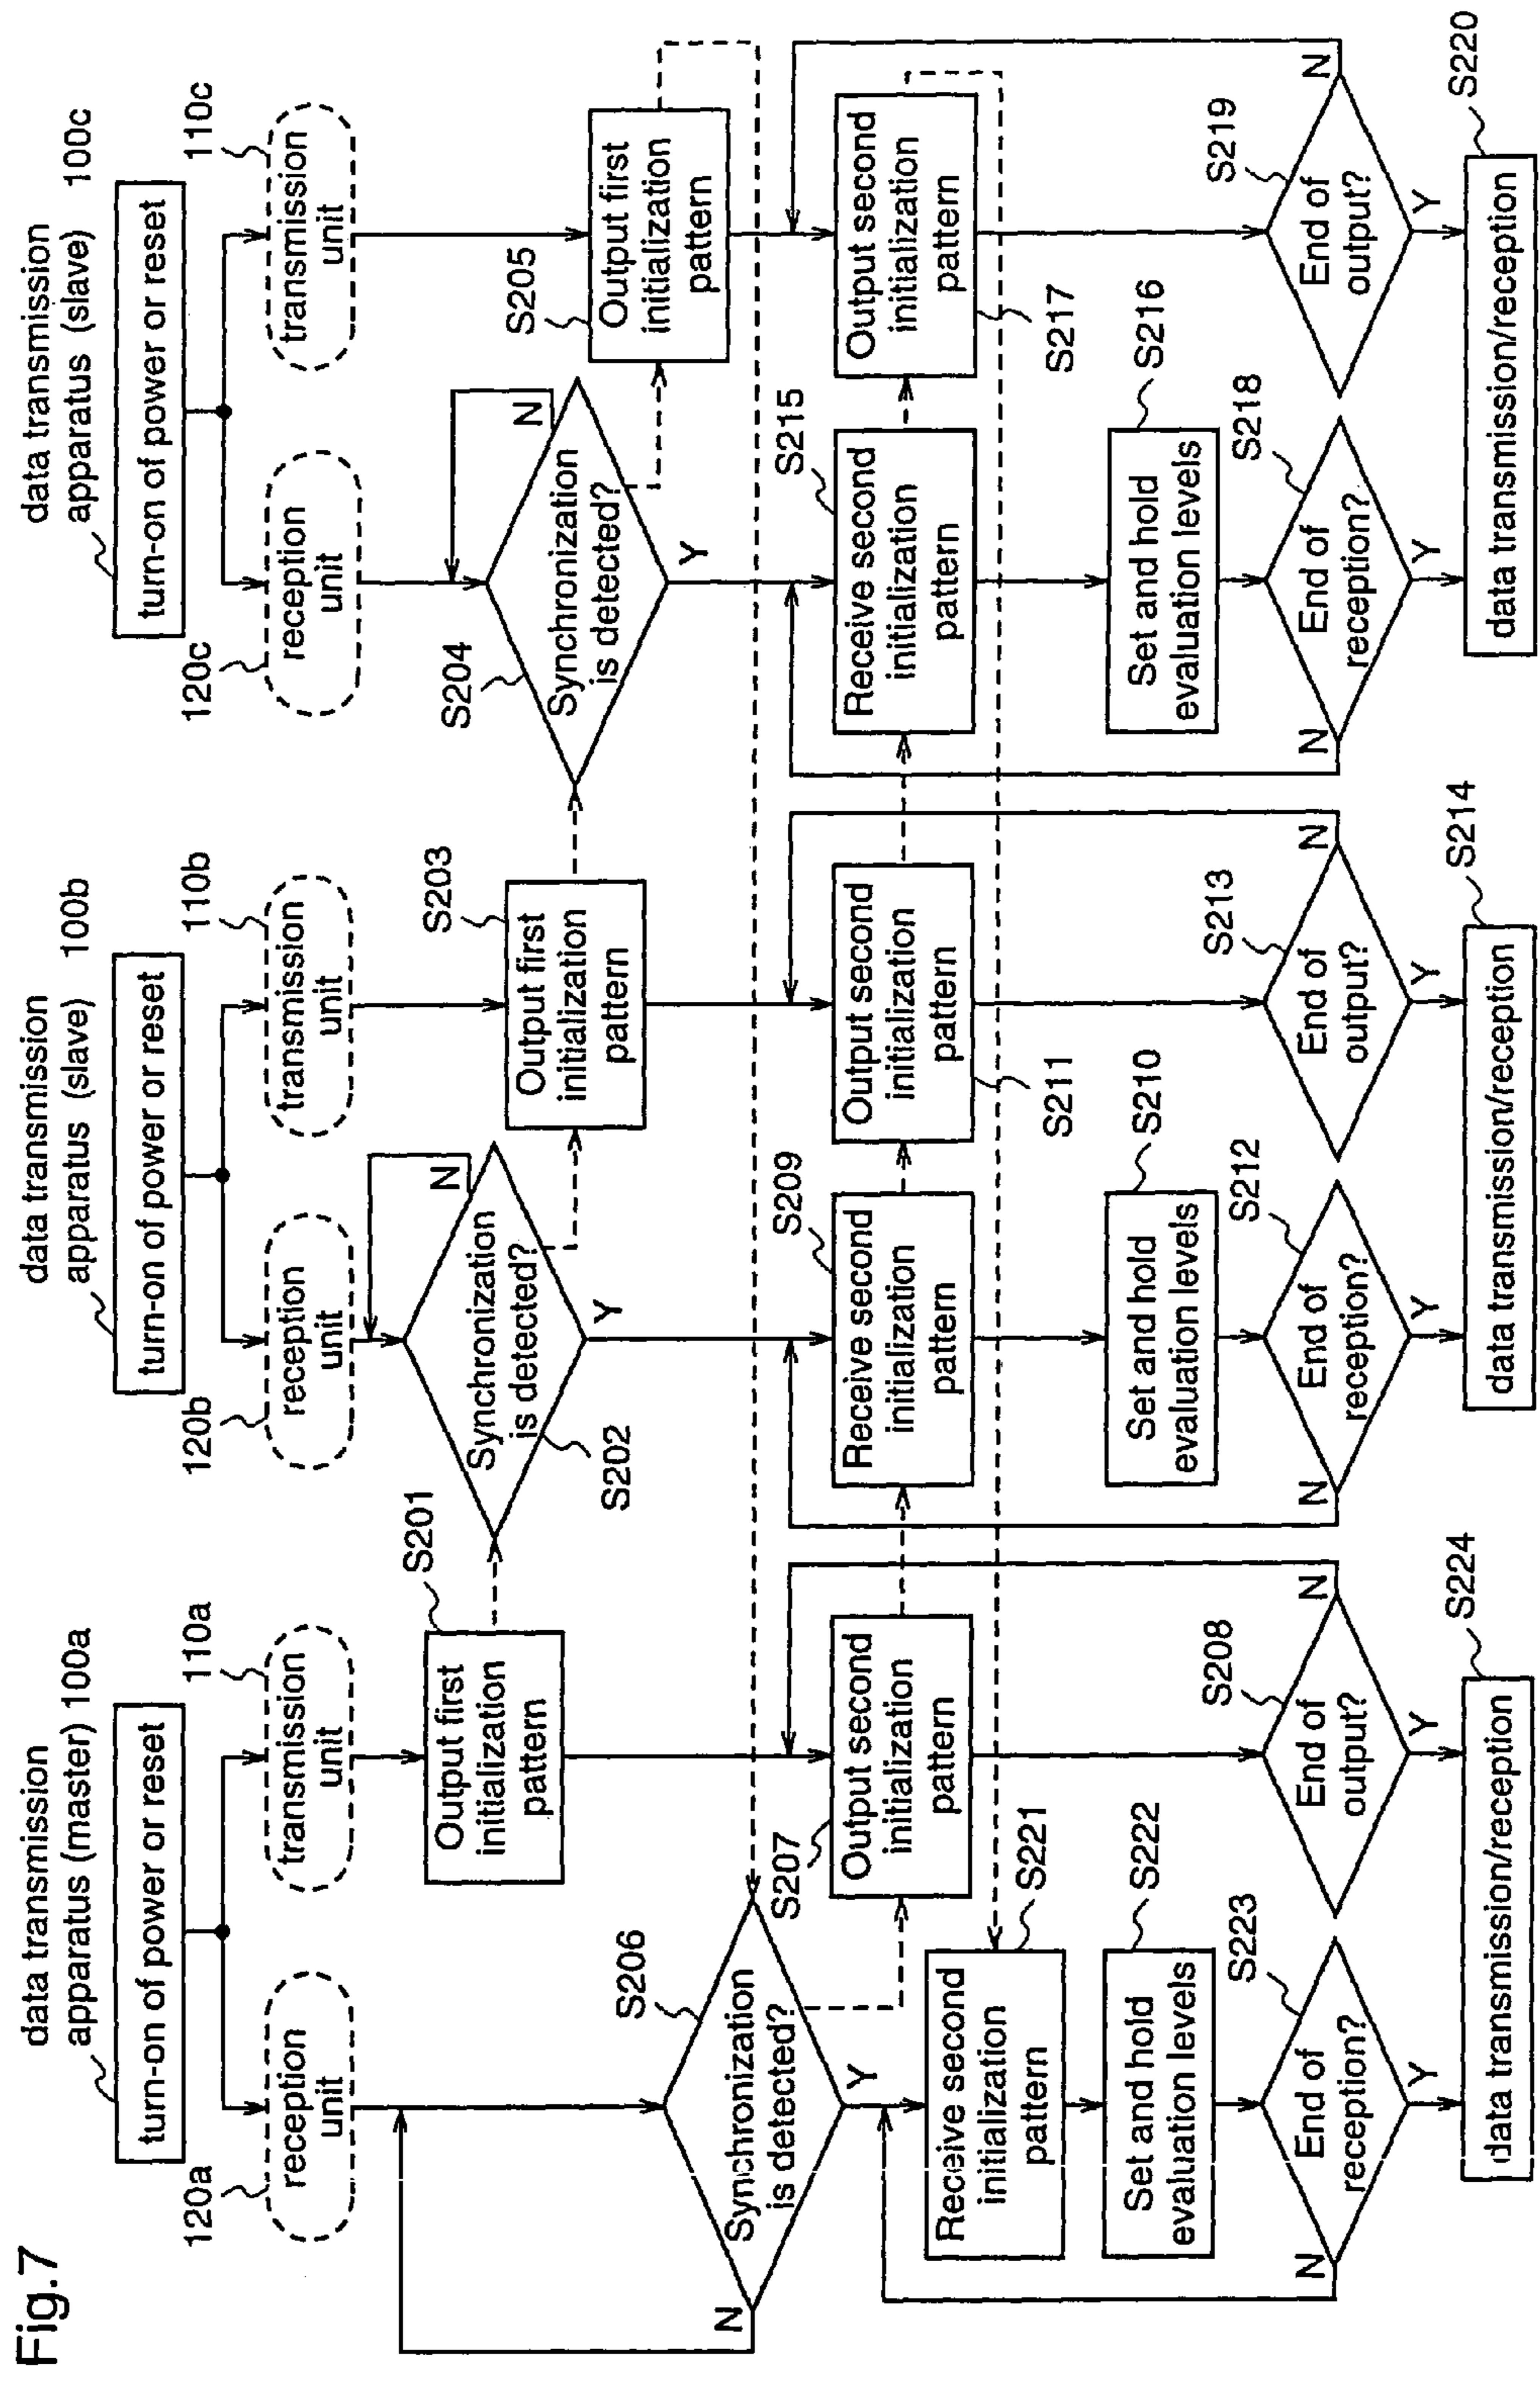 Fig.7
data transmission
apparatus (master) 100a
turn-on of power or reset
120a
reception
unit
110a
transmission
unit
S201
Output first
initialization
pattern
S206
Synchronization
is detected?
N
Y
S207
Output second
initialization
pattern
S221
Receive second
initialization
pattern
S222
Set and hold
evaluation levels
S223
End of
reception?
N
Y
S208
End of
output?
N
Y
S224
data transmission/reception
data transmission
apparatus (slave) 100b
turn-on of power or reset
120b
reception
unit
110b
transmission
unit
S202
Synchronization
is detected?
N
Y
S203
Output first
initialization
pattern
S209
Receive second
initialization
pattern
S211
Output second
initialization
pattern
S210
Set and hold
evaluation levels
S212
End of
reception?
N
Y
S213
End of
output?
N
Y
S214
data transmission/reception
data transmission
apparatus (slave) 100c
turn-on of power or reset
120c
reception
unit
110c
transmission
unit
S204
Synchronization
is detected?
N
Y
S205
Output first
initialization
pattern
S215
Receive second
initialization
pattern
S217
Output second
initialization
pattern
S216
Set and hold
evaluation levels
S218
End of
reception?
N
Y
S219
End of
output?
N
Y
S220
data transmission/reception